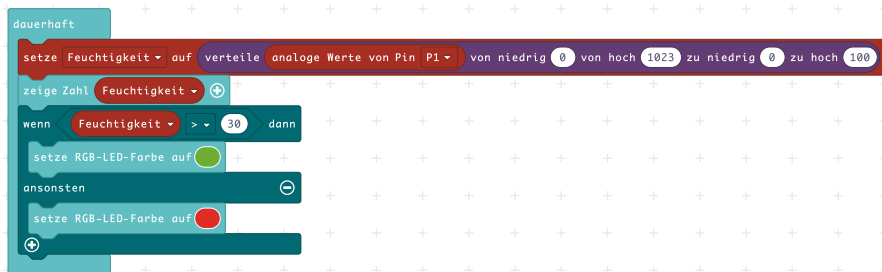 dauerhaft
setze Feuchtigkeit auf verteile analoge Werte von Pin P1 von niedrig 0 von hoch 1023 zu niedrig 0 zu hoch 100
zeige Zahl Feuchtigkeit
wenn Feuchtigkeit > 30 dann
setze RGB-LED-Farbe auf
ansonsten
setze RGB-LED-Farbe auf